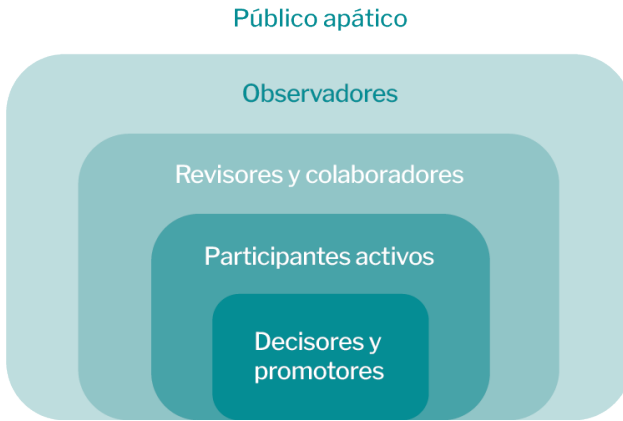 Público apático
Observadores
Revisores y colaboradores
Participantes activos
Decisores y
promotores